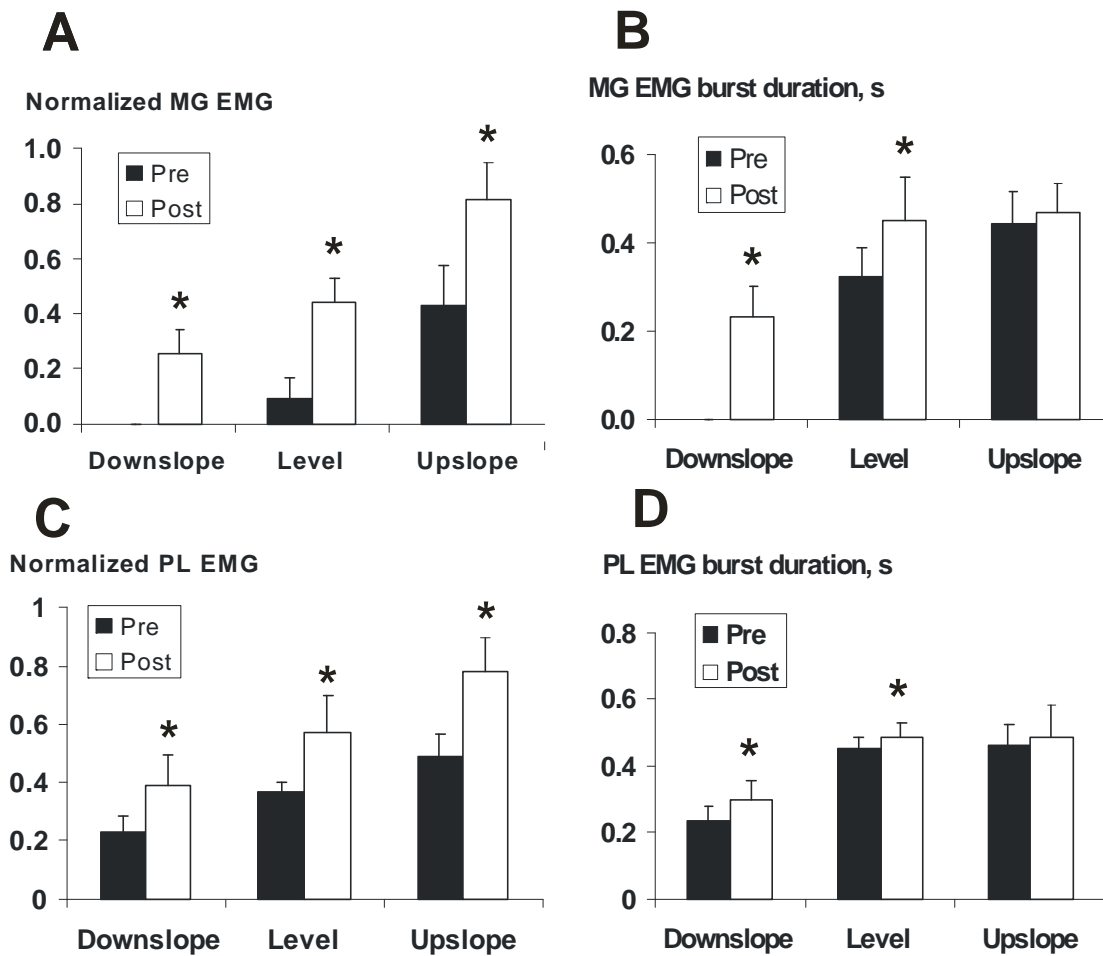 A
Normalized MG EMG
1.0
0.8
0.6
0.4
0.2
0.0
Pre
Post
*
*
*
Downslope Level Upslope
B
MG EMG burst duration, s
0.6
0.4
0.2
0.0
Pre
Post
*
*
Downslope Level Upslope
C
Normalized PL EMG
1
0.8
0.6
0.4
0.2
0
Pre
Post
*
*
*
Downslope Level Upslope
D
PL EMG burst duration, s
0.8
0.6
0.4
0.2
0
Pre
Post
*
*
Downslope Level Upslope